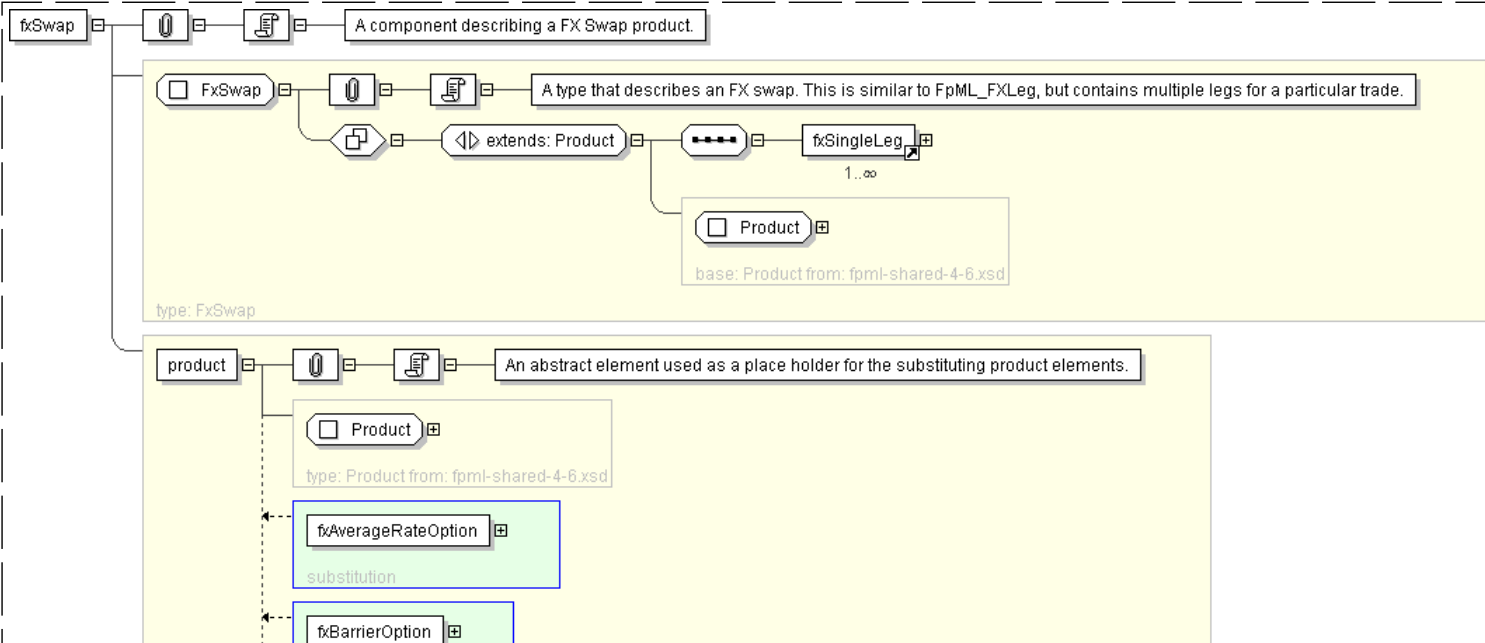 fxSwap
A component describing a FX Swap product.
FxSwap
A type that describes an FX swap. This is similar to FpML_FXLeg, but contains multiple legs for a particular trade.
extends: Product
fxSingleLeg
1..∞
Product
base: Product from: fpml-shared-4-6.xsd
type: FxSwap
product
An abstract element used as a place holder for the substituting product elements.
Product
type: Product from: fpml-shared-4-6.xsd
fxAverageRateOption
substitution
fxBarrierOption